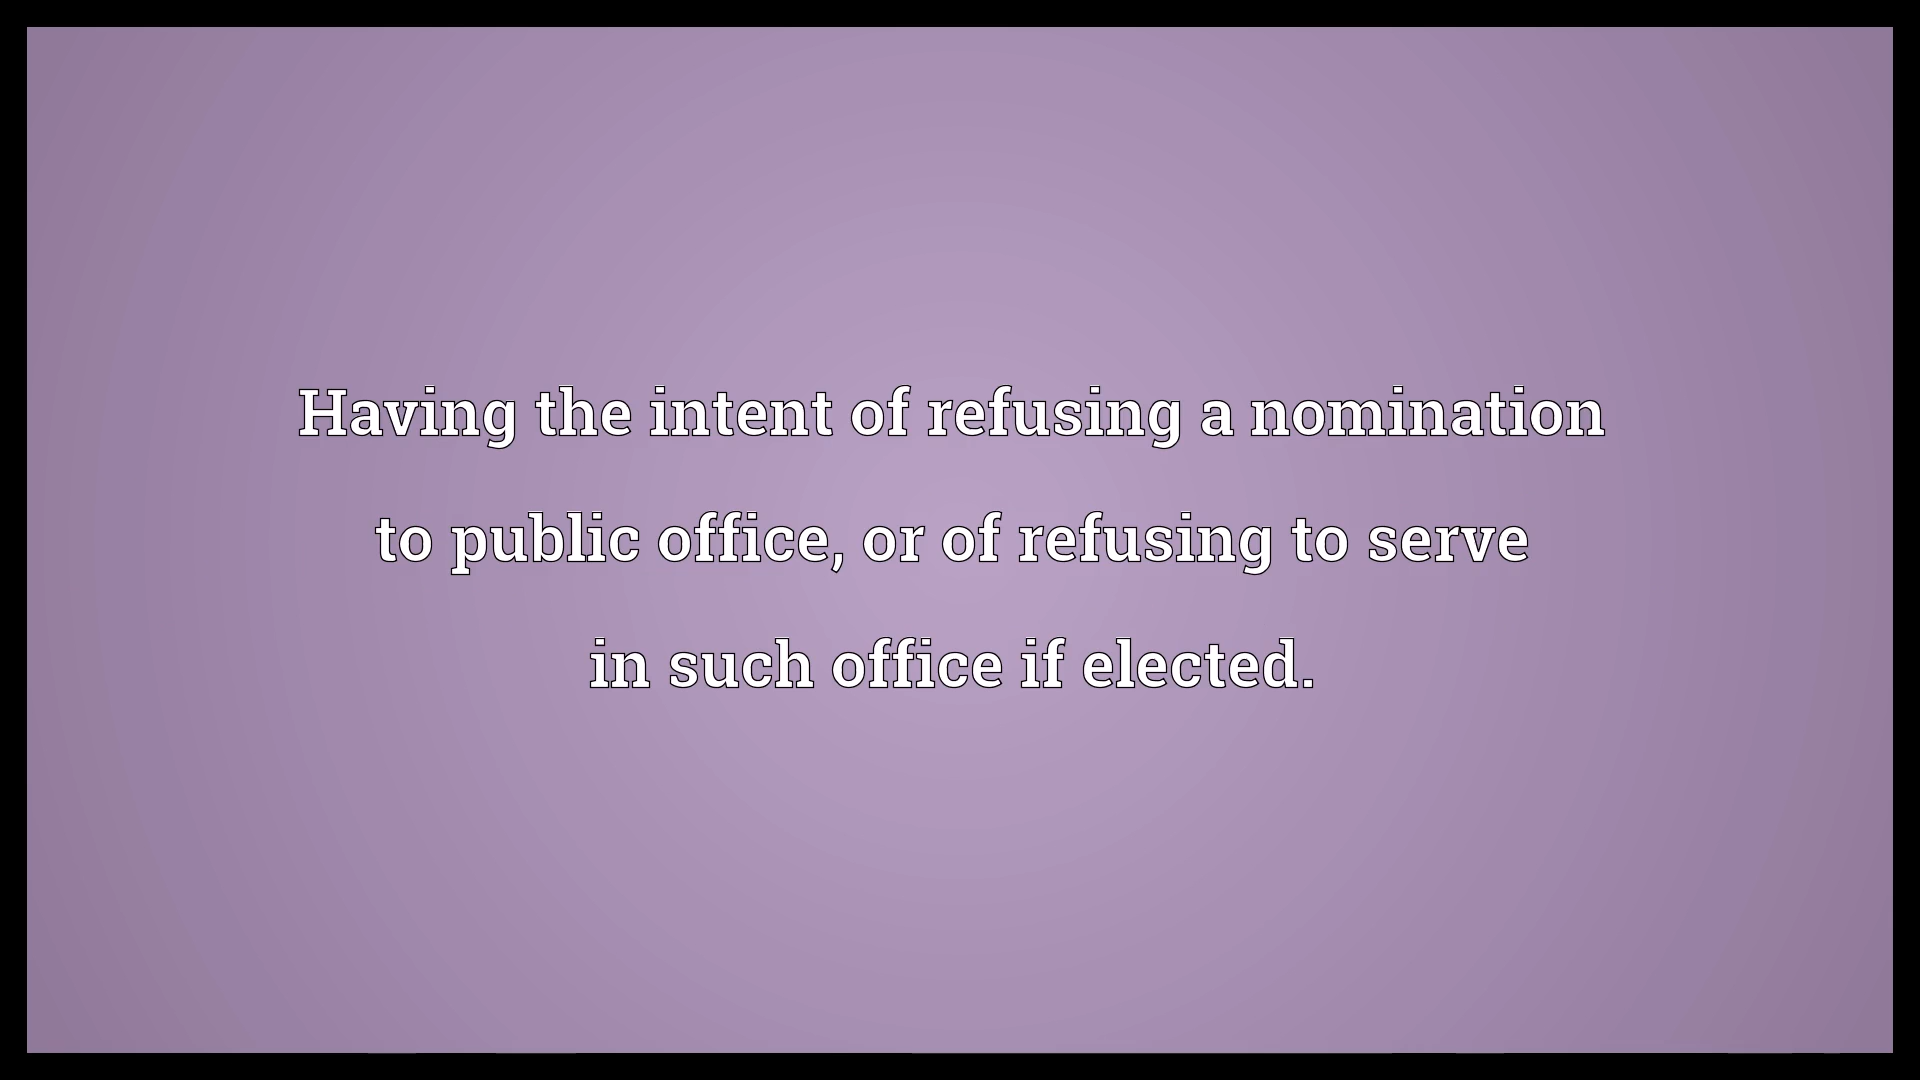 Having the intent of refusing a nomination
to public office, or of refusing to serve
in such office if elected.